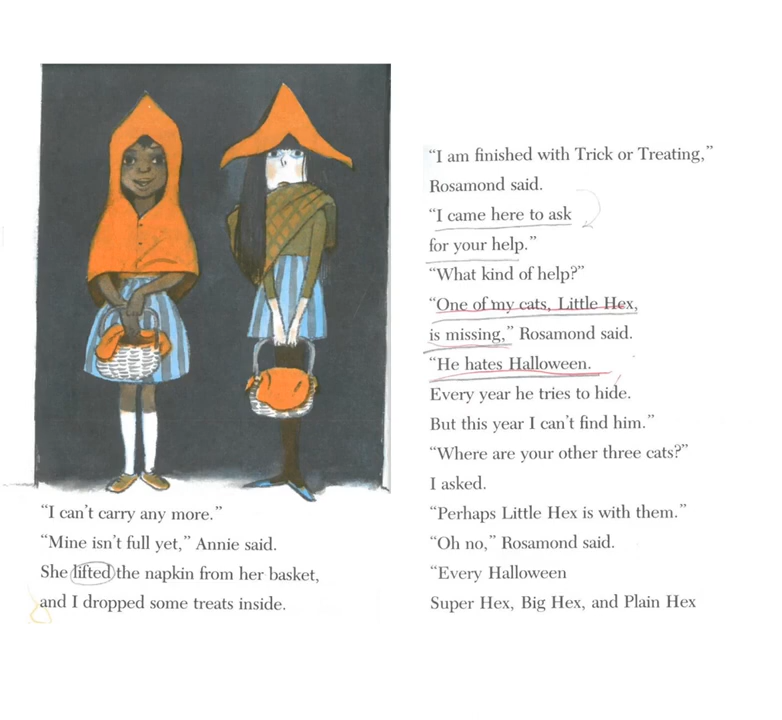 “I can’t carry any more.”
“Mine isn’t full yet,” Annie said.
She lifted the napkin from her basket,
and I dropped some treats inside.
“I am finished with Trick or Treating,”
Rosamond said.
“I came here to ask
for your help.”
“What kind of help?”
“One of my cats, Little Hex,
is missing,” Rosamond said.
“He hates Halloween.
Every year he tries to hide.
But this year I can’t find him.”
“Where are your other three cats?”
I asked.
“Perhaps Little Hex is with them.”
“Oh no,” Rosamond said.
“Every Halloween
Super Hex, Big Hex, and Plain Hex